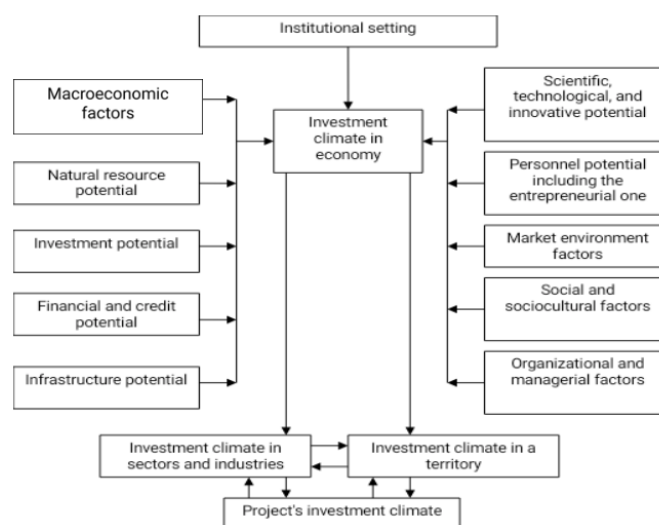 Institutional setting
Macroeconomic
factors
Natural resource
potential
Investment potential
Financial and credit
potential
Infrastructure potential
Investment
climate in
economy
Scientific,
technological, and
innovative potential
Personnel potential
including the
entrepreneurial one
Market environment
factors
Social and
sociocultural factors
Organizational and
managerial factors
Investment climate in
sectors and industries
Investment climate in a
territory
Project's investment climate